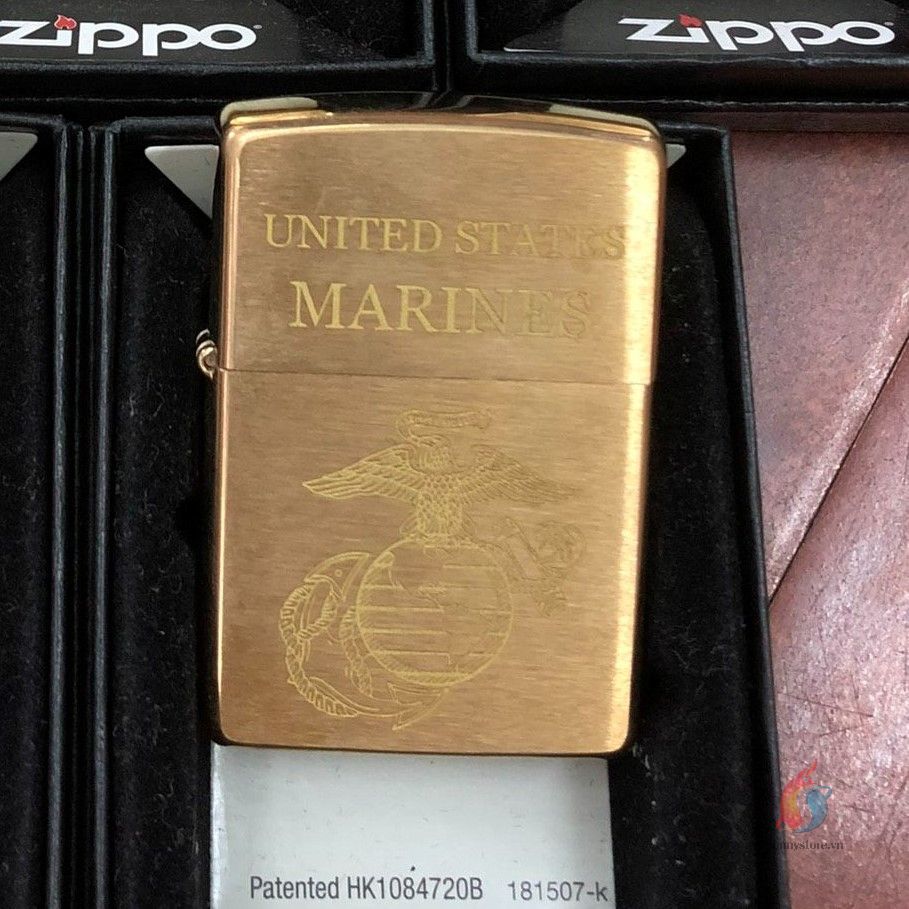 zippo
zippo
UNITED STATES
MARINES
Patented HK1084720B 181507-k